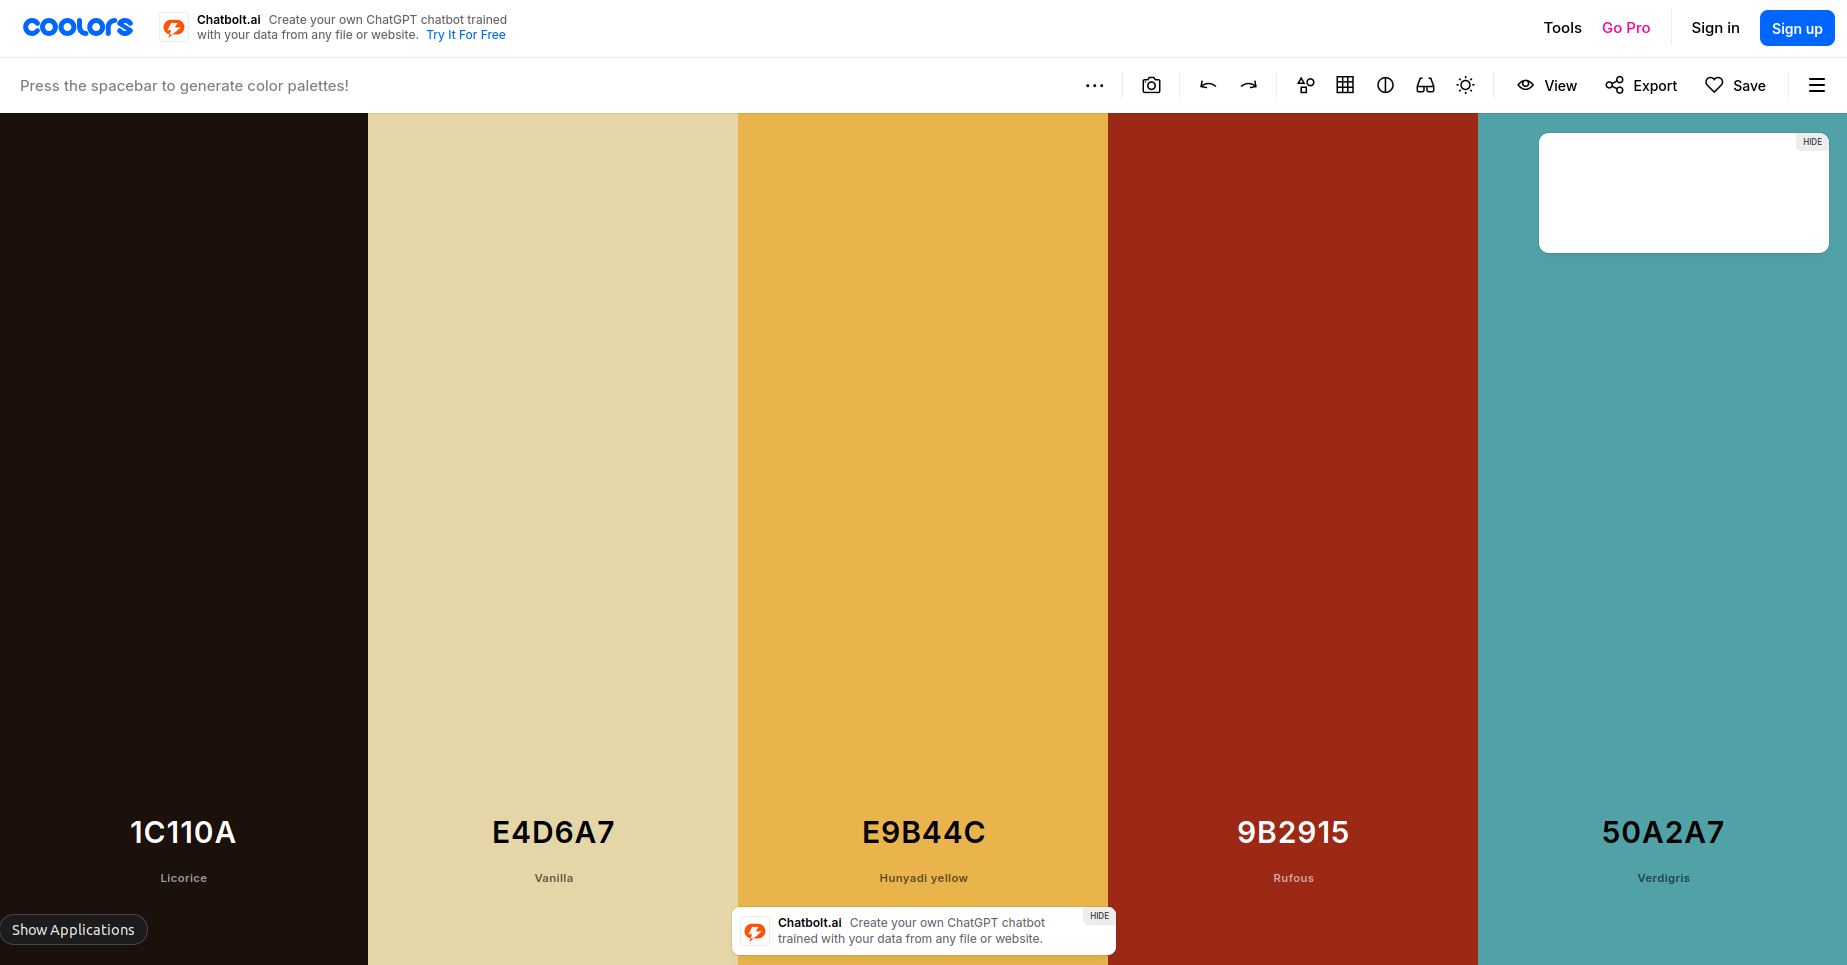 coolors
Chatbolt.ai Create your own ChatGPT chatbot trained
with your data from any file or website. Try It For Free
Tools
Go Pro
Sign in
Sign up
Press the spacebar to generate color palettes!
View
Export
Save
HIDE
1C110A
Licorice
E4D6A7
Vanilla
E9B44C
Hunyadi yellow
9B2915
Rufous
50A2A7
Verdigris
Show Applications
Chatbolt.ai Create your own ChatGPT chatbot
trained with your data from any file or website.
HIDE